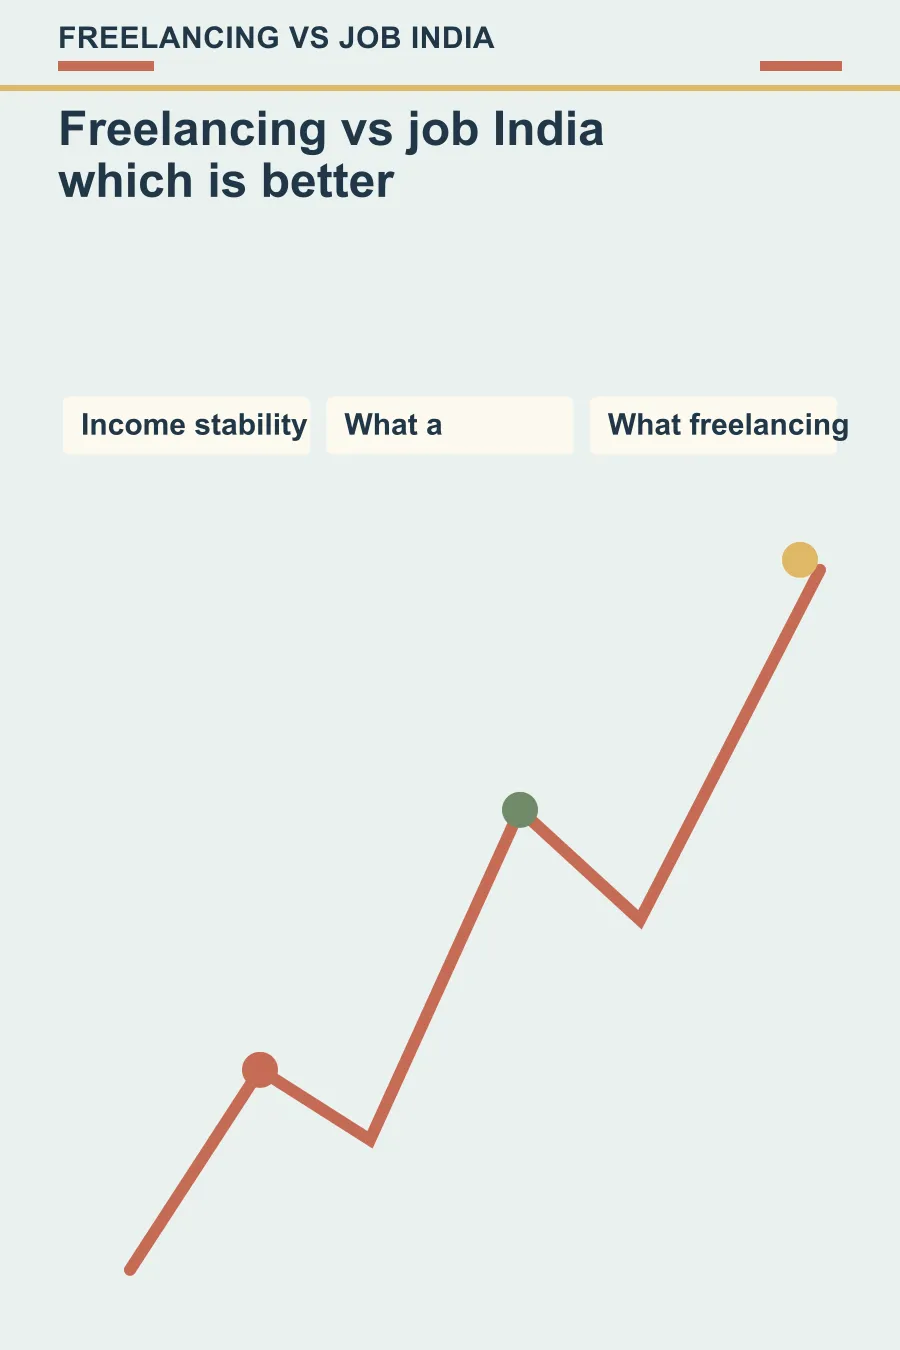 FREELANCING VS JOB INDIA
Freelancing vs job India
which is better
Income stability
What a
What freelancing